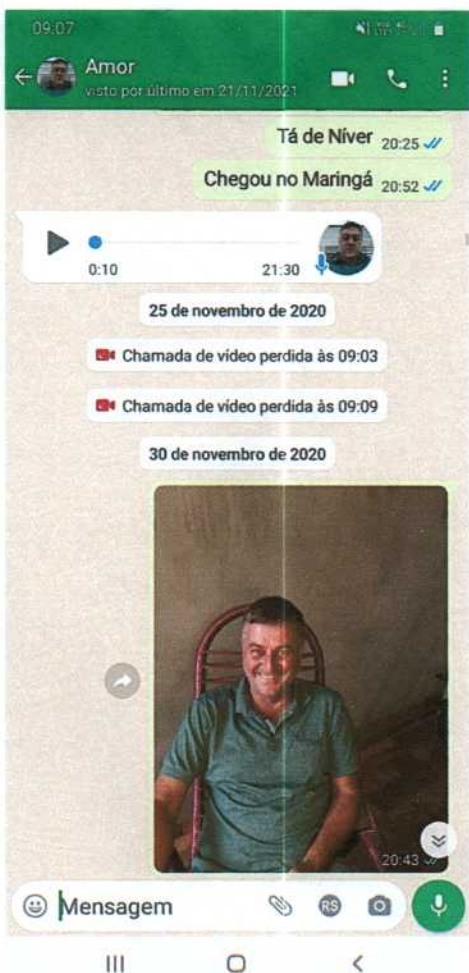 09:07
Amor
visto por último em 21/11/2021
Tá de Níver 20:25
Chegou no Maringá 20:52
0:10 21:30
25 de novembro de 2020
Chamada de vídeo perdida às 09:03
Chamada de vídeo perdida às 09:09
30 de novembro de 2020
20:43
Mensagem
RS